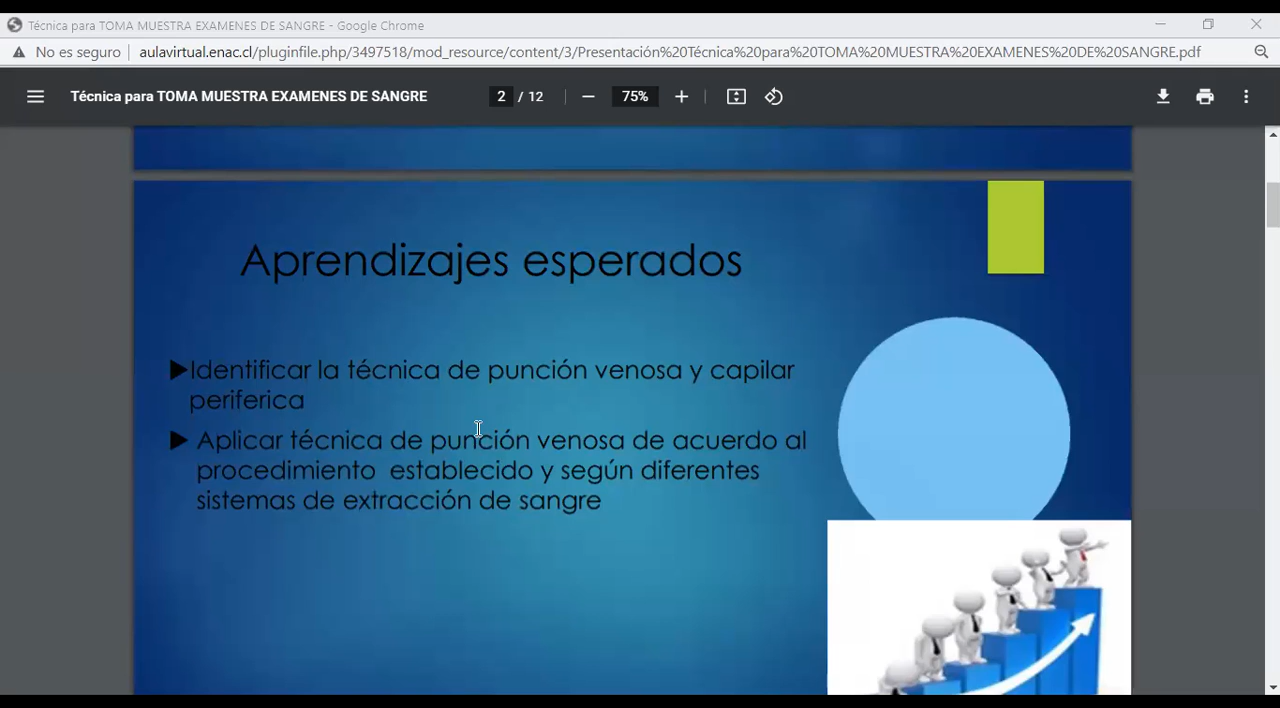 Técnica para TOMA MUESTRA EXAMENES DE SANGRE - Google Chrome
No es seguro aulavirtual.enac.cl/pluginfile.php/3497518/mod_resource/content/3/Presentación%20Técnica%20para%20TOMA%20MUESTRA%20EXAMENES%20DE%20SANGRE.pdf
Técnica para TOMA MUESTRA EXAMENES DE SANGRE 2 / 12 75%
Aprendizajes esperados
Identificar la técnica de punción venosa y capilar
periferica
Aplicar técnica de punción venosa de acuerdo al
procedimiento establecido y según diferentes
sistemas de extracción de sangre